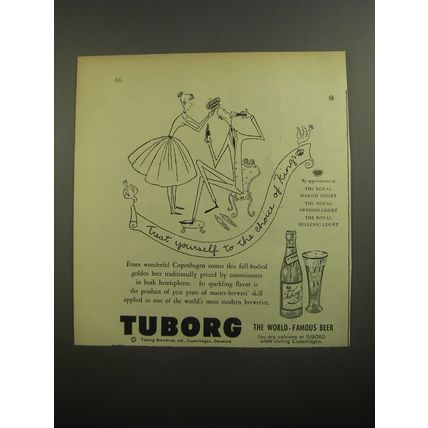 66
Treat yourself to the choice of Kings
By appointment to
THE ROYAL
DANISH COURT
THE ROYAL
SWEDISH COURT
THE ROYAL
HELLENIC COURT
From wonderful Copenhagen comes this full-bodied
golden beer traditionally prized by connoisseurs
in both hemispheres. Its sparkling flavor is
the product of 500 years of master-brewers' skill
applied in one of the world's most modern breweries.
Tuborg
TUBORG
THE WORLD-FAMOUS BEER
Tuborg Breweries Ltd., Copenhagen, Denmark
You are welcome at TUBORG
when visiting Copenhagen.